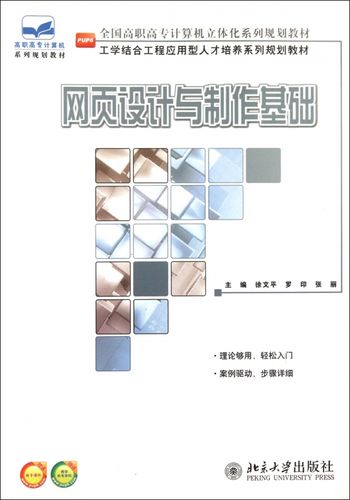 高职高专计算机
系列规划教材
PUP6 全国高职高专计算机立体化系列规划教材
工学结合工程应用型人才培养系列规划教材
网页设计与制作基础
主 编 徐文平 罗 印 张 丽
·理论够用、轻松入门
·案例驱动、步骤详细
电子课件
北京大学出版社
PEKING UNIVERSITY PRESS